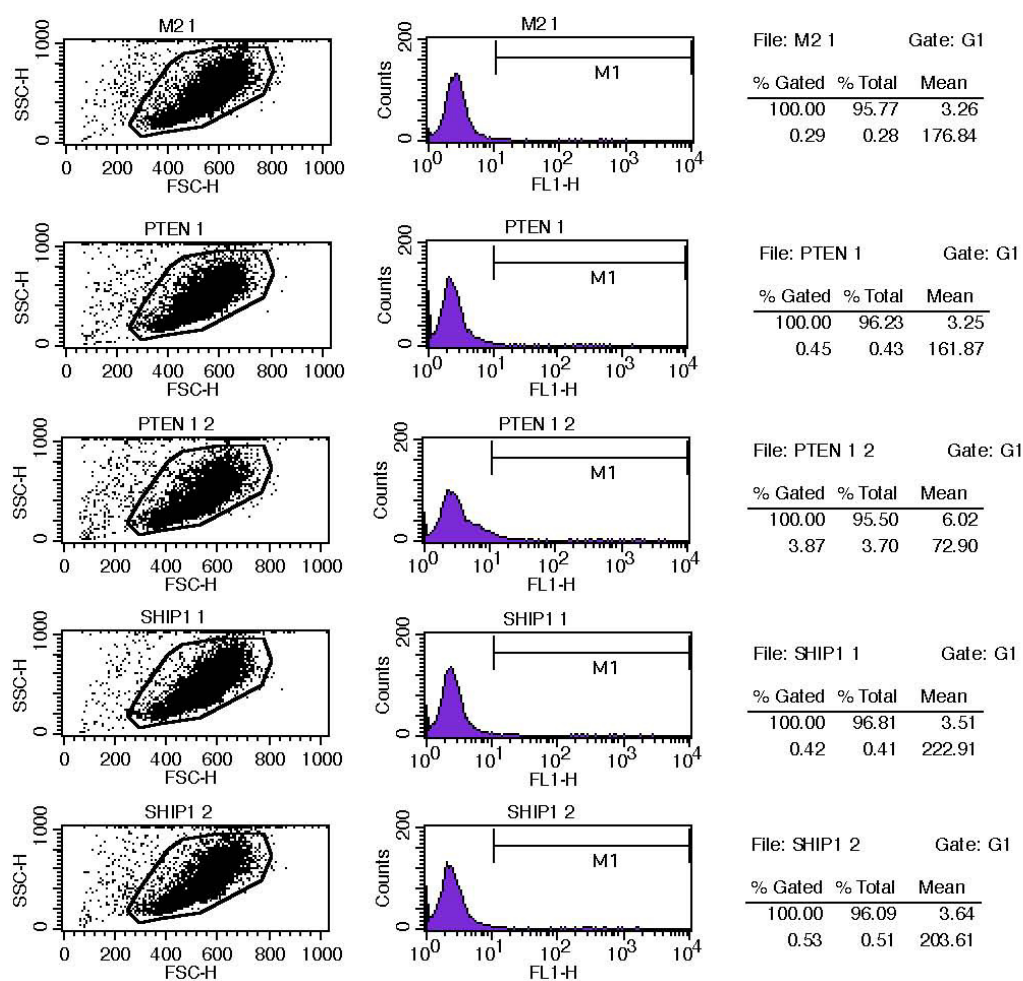 M2 1
1000
0
SSC-H
0 200 400 600 800 1000
FSC-H
M2 1
200
0
Counts
M1
10^0 10^1 10^2 10^3 10^4
FL1-H
File: M2 1 Gate: G1
% Gated % Total Mean
100.00 95.77 3.26
0.29 0.28 176.84
PTEN 1
1000
0
SSC-H
0 200 400 600 800 1000
FSC-H
PTEN 1
200
0
Counts
M1
10^0 10^1 10^2 10^3 10^4
FL1-H
File: PTEN 1 Gate: G1
% Gated % Total Mean
100.00 96.23 3.25
0.45 0.43 161.87
PTEN 1 2
1000
0
SSC-H
0 200 400 600 800 1000
FSC-H
PTEN 1 2
200
0
Counts
M1
10^0 10^1 10^2 10^3 10^4
FL1-H
File: PTEN 1 2 Gate: G1
% Gated % Total Mean
100.00 95.50 6.02
3.87 3.70 72.90
SHIP1 1
1000
0
SSC-H
0 200 400 600 800 1000
FSC-H
SHIP1 1
200
0
Counts
M1
10^0 10^1 10^2 10^3 10^4
FL1-H
File: SHIP1 1 Gate: G1
% Gated % Total Mean
100.00 96.81 3.51
0.42 0.41 222.91
SHIP1 2
1000
0
SSC-H
0 200 400 600 800 1000
FSC-H
SHIP1 2
200
0
Counts
M1
10^0 10^1 10^2 10^3 10^4
FL1-H
File: SHIP1 2 Gate: G1
% Gated % Total Mean
100.00 96.09 3.64
0.53 0.51 203.61